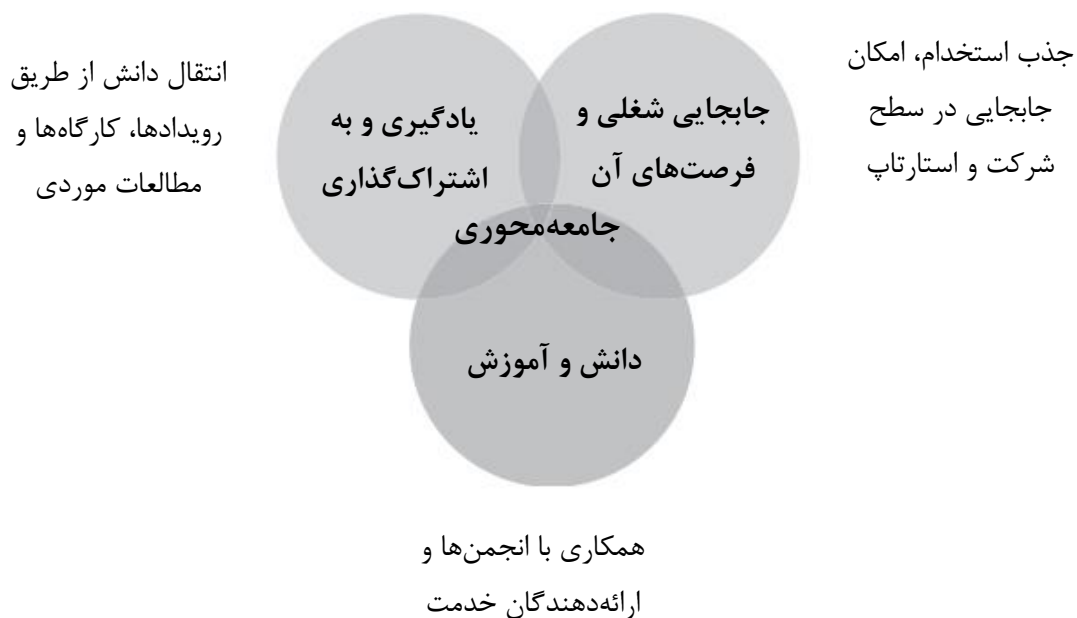 جذب استخدام، امکان
جابجایی در سطح
شرکت و استارتاپ
جابجایی شغلی و
فرصت‌های آن
یادگیری و به
اشتراک‌گذاری
انتقال دانش از طریق
رویدادها، کارگاه‌ها و
مطالعات موردی
جامعه‌محوری
دانش و آموزش
همکاری با انجمن‌ها و
ارائه‌دهندگان خدمت